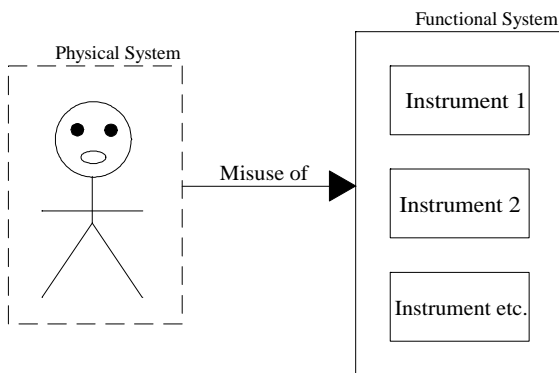 Functional System
Physical System
Instrument 1
Misuse of
Instrument 2
Instrument etc.